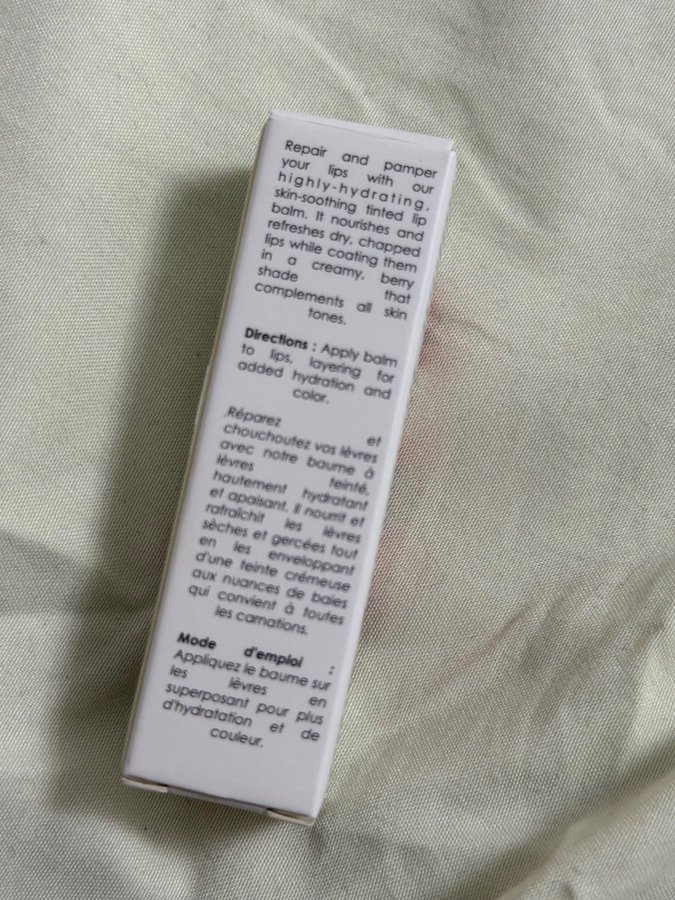 Repair and pamper
your lips with our
highly-hydrating,
skin-soothing tinted lip
balm. It nourishes and
refreshes dry, chapped
lips while coating them
in a creamy, berry
shade that
complements all skin
tones.
Directions : Apply balm
to lips, layering for
added hydration and
color.
Réparez et
chouchoutez vos lèvres
avec notre baume à
lèvres teinté,
hautement hydratant
et apaisant. Il nourrit et
rafraîchit les lèvres
sèches et gercées tout
en les enveloppant
d'une teinte crémeuse
aux nuances de baies
qui convient à toutes
les carnations.
Mode d'emploi :
Appliquez le baume sur
les lèvres en
superposant pour plus
d'hydratation et de
couleur.